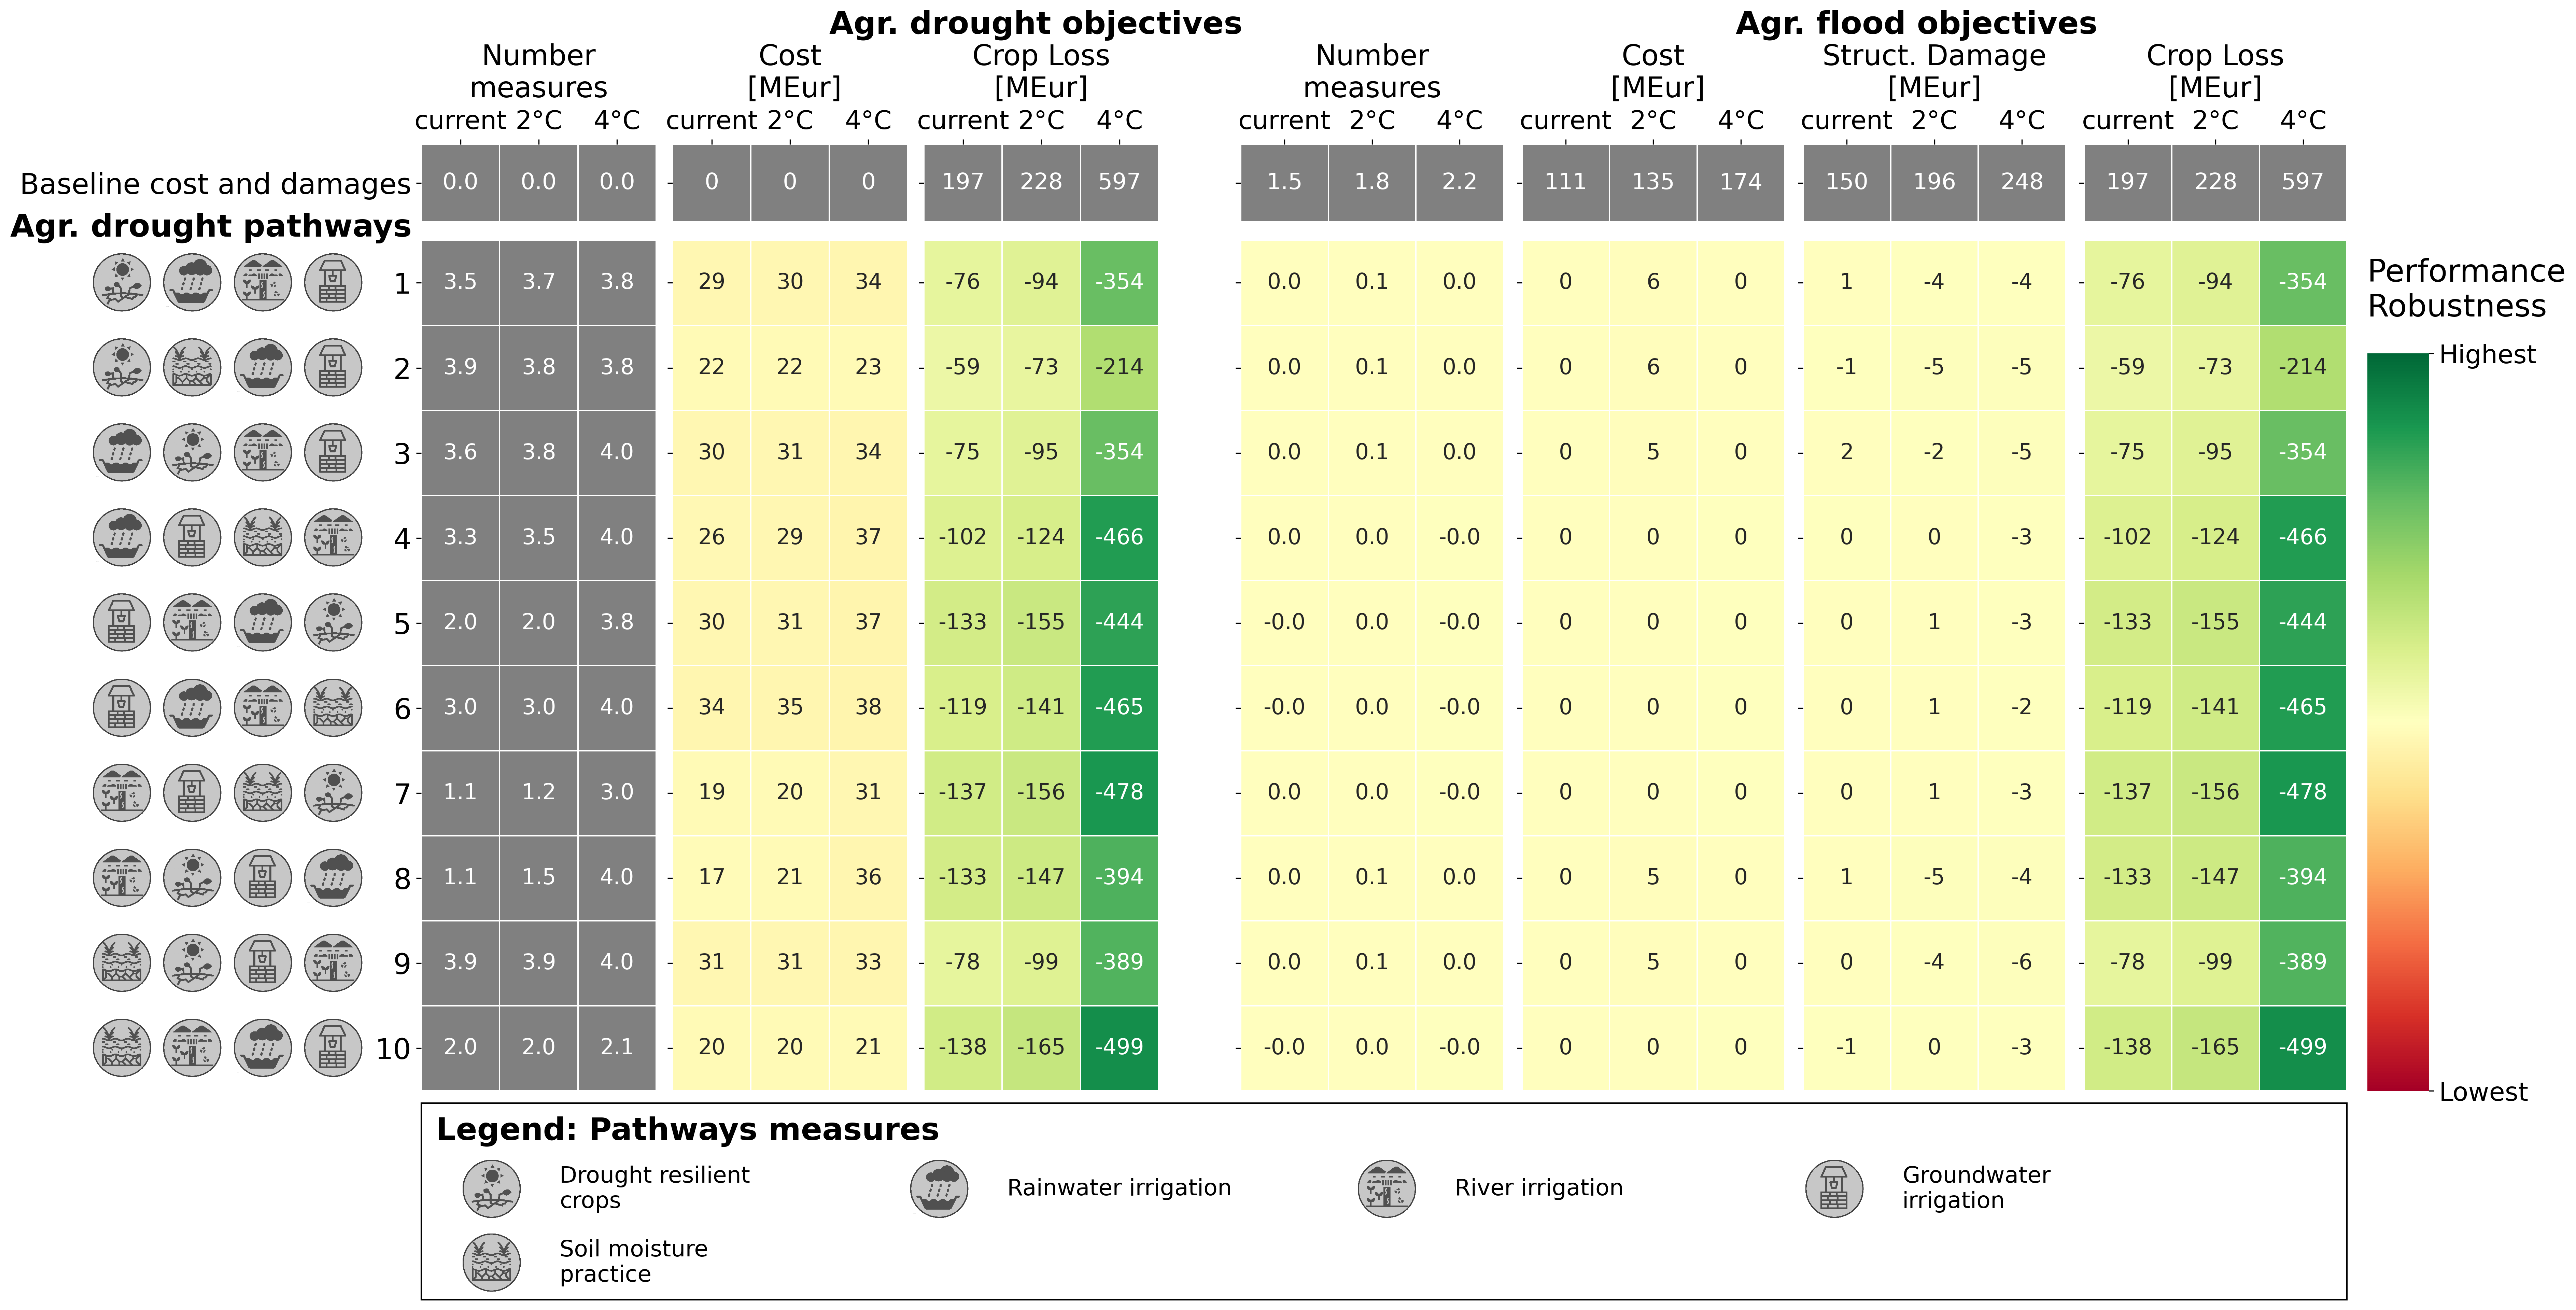 Agr. drought objectives Agr. flood objectives
Number Cost Crop Loss Number Cost Struct. Damage Crop Loss
measures [MEur] [MEur] measures [MEur] [MEur] [MEur]
current 2°C 4°C current 2°C 4°C current 2°C 4°C current 2°C 4°C current 2°C 4°C current 2°C 4°C current 2°C 4°C
Baseline cost and damages 0.0 0.0 0.0 0 0 0 197 228 597 1.5 1.8 2.2 111 135 174 150 196 248 197 228 597
Agr. drought pathways
1 3.5 3.7 3.8 29 30 34 -76 -94 -354 0.0 0.1 0.0 0 6 0 1 -4 -4 -76 -94 -354
2 3.9 3.8 3.8 22 22 23 -59 -73 -214 0.0 0.1 0.0 0 6 0 -1 -5 -5 -59 -73 -214
3 3.6 3.8 4.0 30 31 34 -75 -95 -354 0.0 0.1 0.0 0 5 0 2 -2 -5 -75 -95 -354
4 3.3 3.5 4.0 26 29 37 -102 -124 -466 0.0 0.0 -0.0 0 0 0 0 0 -3 -102 -124 -466
5 2.0 2.0 3.8 30 31 37 -133 -155 -444 -0.0 0.0 -0.0 0 0 0 0 1 -3 -133 -155 -444
6 3.0 3.0 4.0 34 35 38 -119 -141 -465 -0.0 0.0 -0.0 0 0 0 0 1 -2 -119 -141 -465
7 1.1 1.2 3.0 19 20 31 -137 -156 -478 0.0 0.0 -0.0 0 0 0 0 1 -3 -137 -156 -478
8 1.1 1.5 4.0 17 21 36 -133 -147 -394 0.0 0.1 0.0 0 5 0 1 -5 -4 -133 -147 -394
9 3.9 3.9 4.0 31 31 33 -78 -99 -389 0.0 0.1 0.0 0 5 0 0 -4 -6 -78 -99 -389
10 2.0 2.0 2.1 20 20 21 -138 -165 -499 -0.0 0.0 -0.0 0 0 0 -1 0 -3 -138 -165 -499
Performance
Robustness
Highest
Lowest
Legend: Pathways measures
Drought resilient
crops
Rainwater irrigation
River irrigation
Groundwater
irrigation
Soil moisture
practice